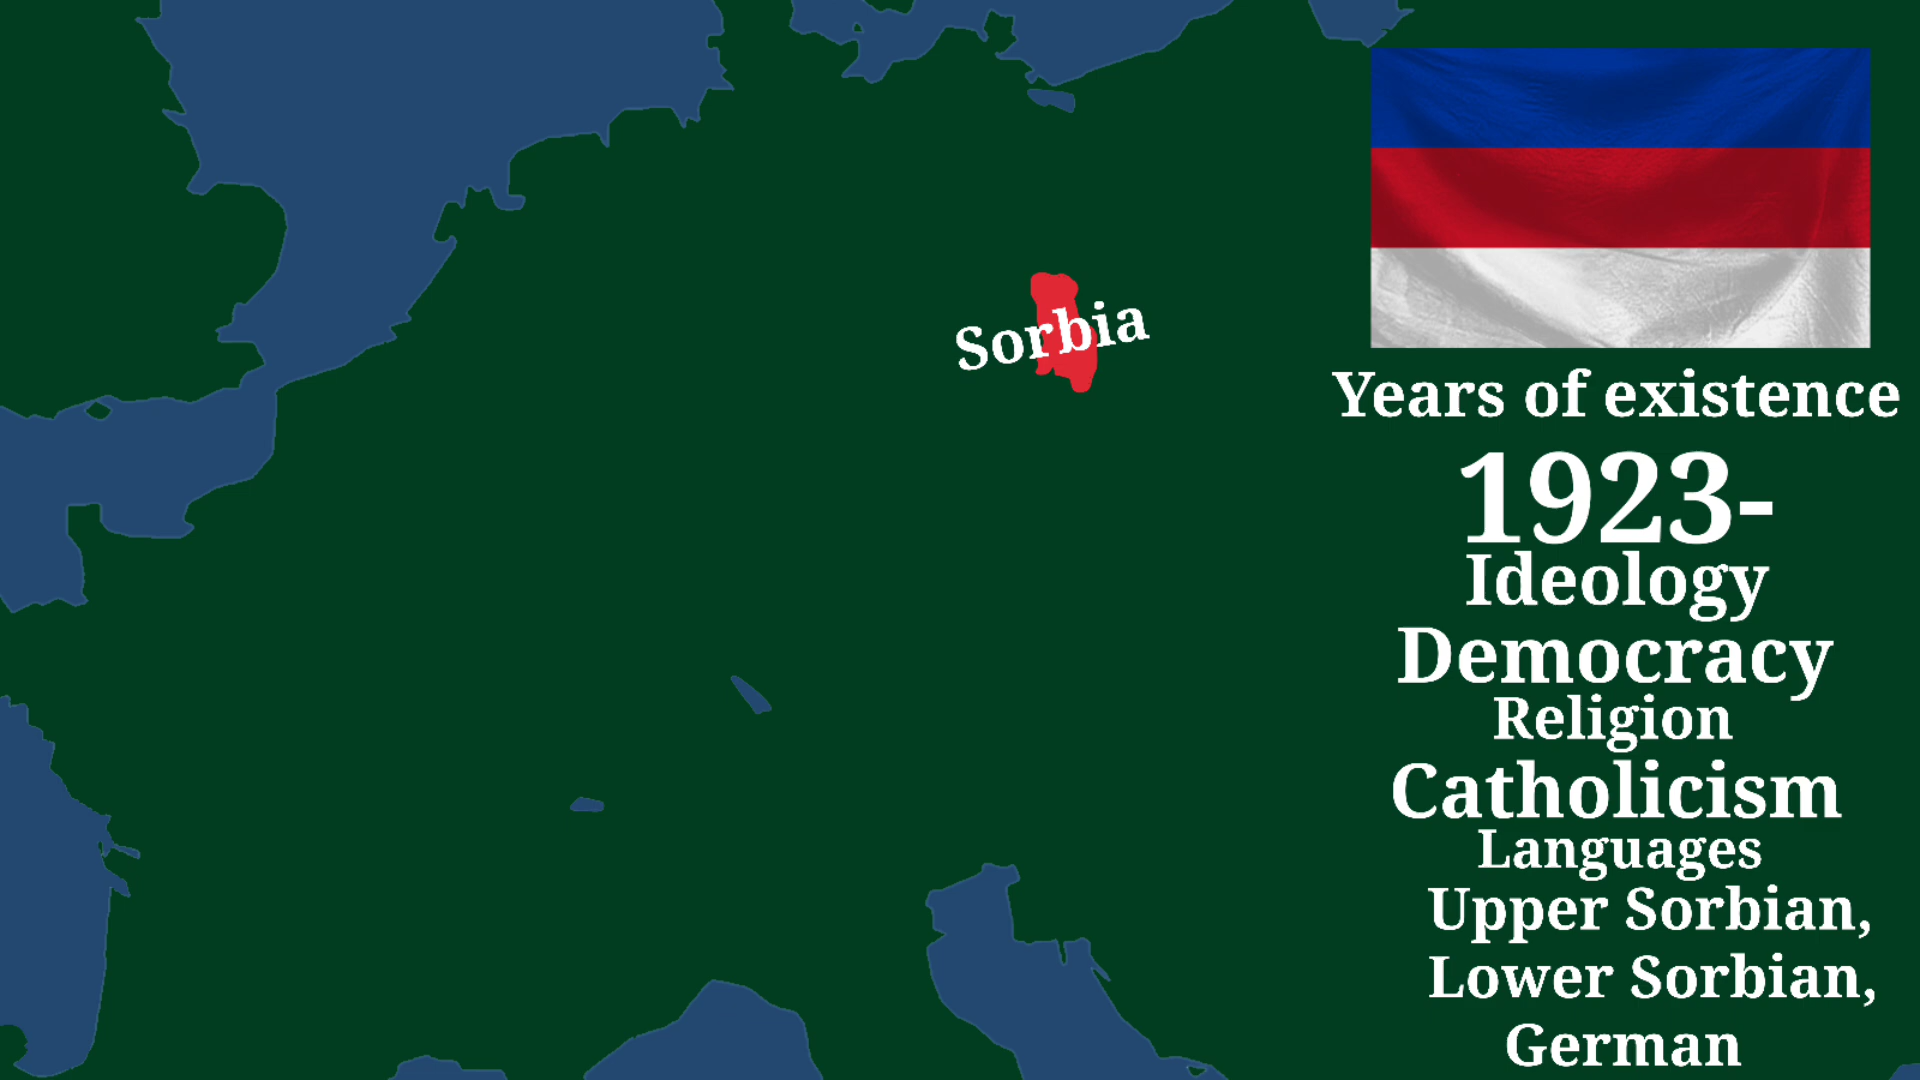 Sorbia
Years of existence
1923-
Ideology
Democracy
Religion
Catholicism
Languages
Upper Sorbian,
Lower Sorbian,
German